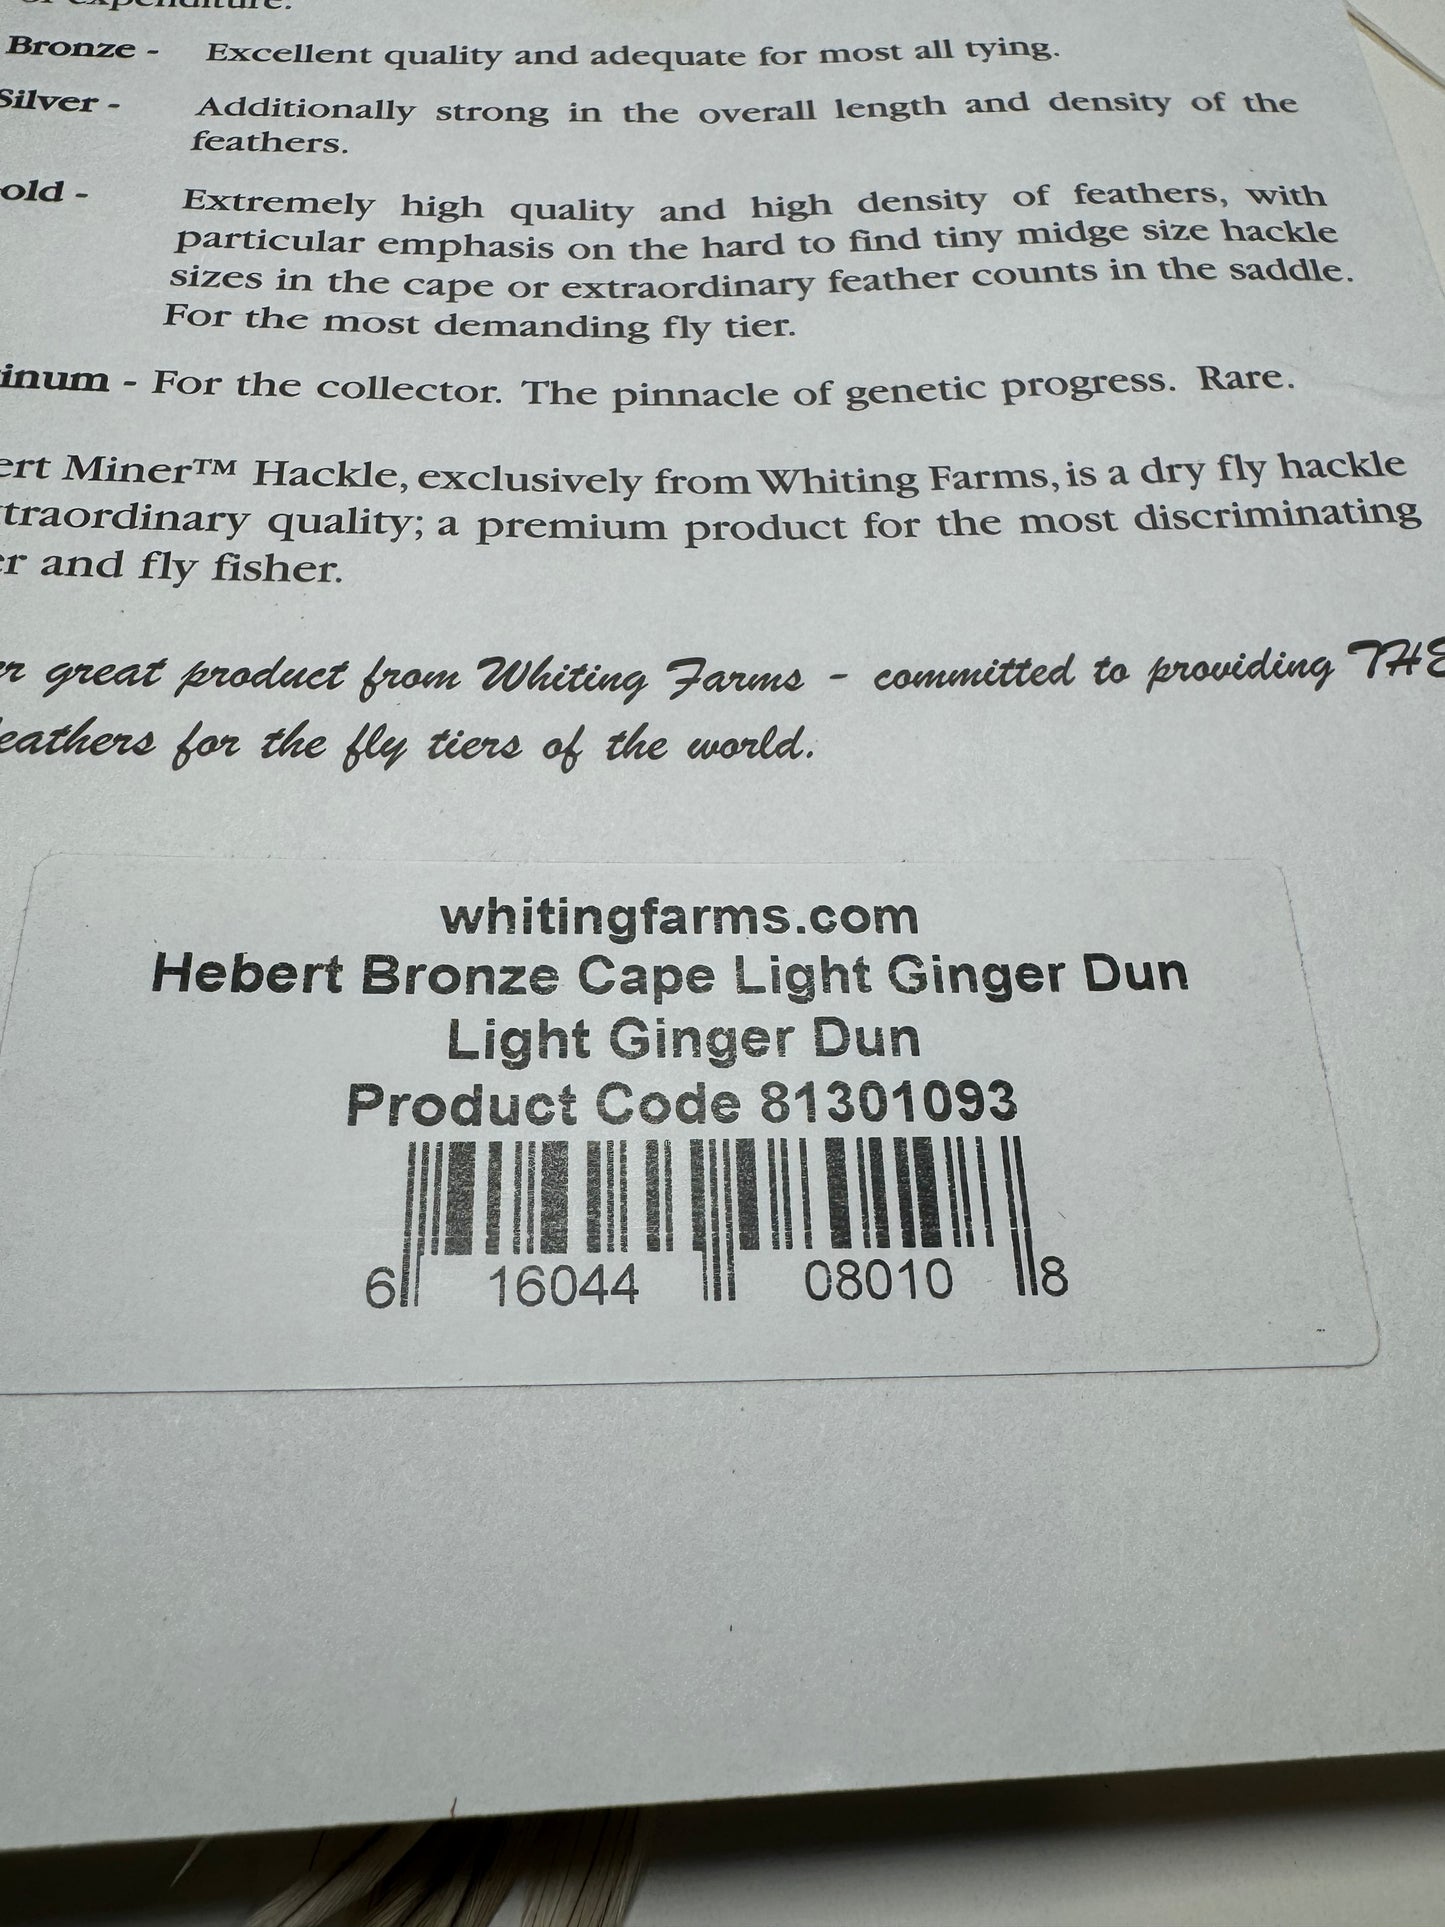 expenditure.
Bronze - Excellent quality and adequate for most all tying.
Silver - Additionally strong in the overall length and density of the
feathers.
old - Extremely high quality and high density of feathers, with
particular emphasis on the hard to find tiny midge size hackle
sizes in the cape or extraordinary feather counts in the saddle.
For the most demanding fly tier.
inum - For the collector. The pinnacle of genetic progress. Rare.
ert Miner™ Hackle, exclusively from Whiting Farms, is a dry fly hackle
traordinary quality; a premium product for the most discriminating
er and fly fisher.
er great product from Whiting Farms - committed to providing THE
eathers for the fly tiers of the world.
whitingfarms.com
Hebert Bronze Cape Light Ginger Dun
Light Ginger Dun
Product Code 81301093
6 16044 08010 8